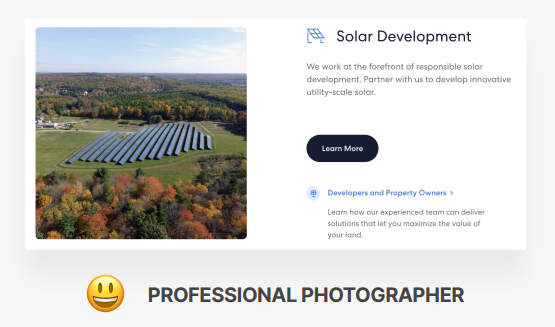 Solar Development
We work at the forefront of responsible solar
development. Partner with us to develop innovative
utility-scale solar.
Learn More
Developers and Property Owners >
Learn how our experienced team can deliver
solutions that let you maximize the value of
your land.
PROFESSIONAL PHOTOGRAPHER